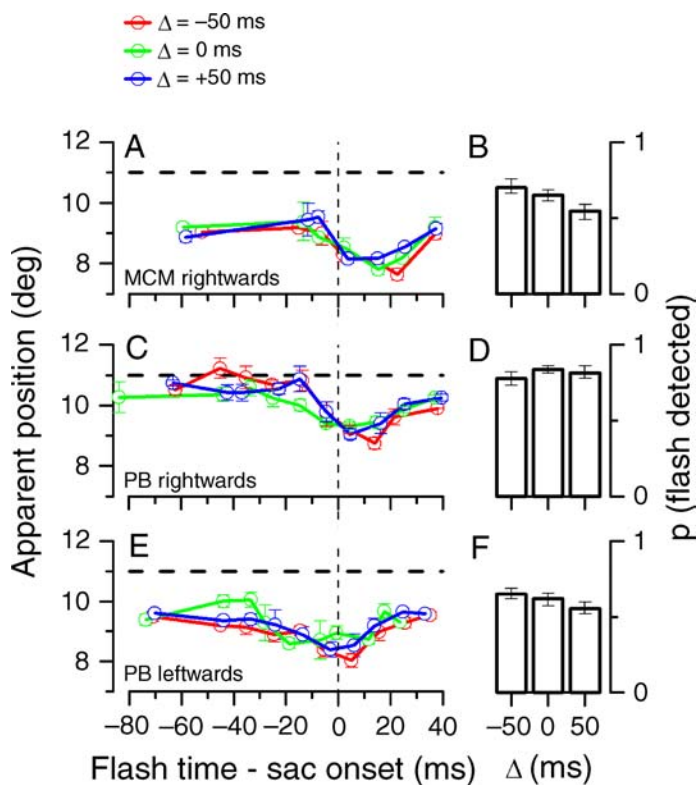 Δ = −50 ms
Δ = 0 ms
Δ = +50 ms
12
A
B
1
10
8
MCM rightwards
0
12
C
D
1
10
8
PB rightwards
0
12
E
F
1
10
8
PB leftwards
0
Apparent position (deg)
p (flash detected)
−80 −60 −40 −20 0 20 40
−50 0 50
Flash time - sac onset (ms)
Δ (ms)